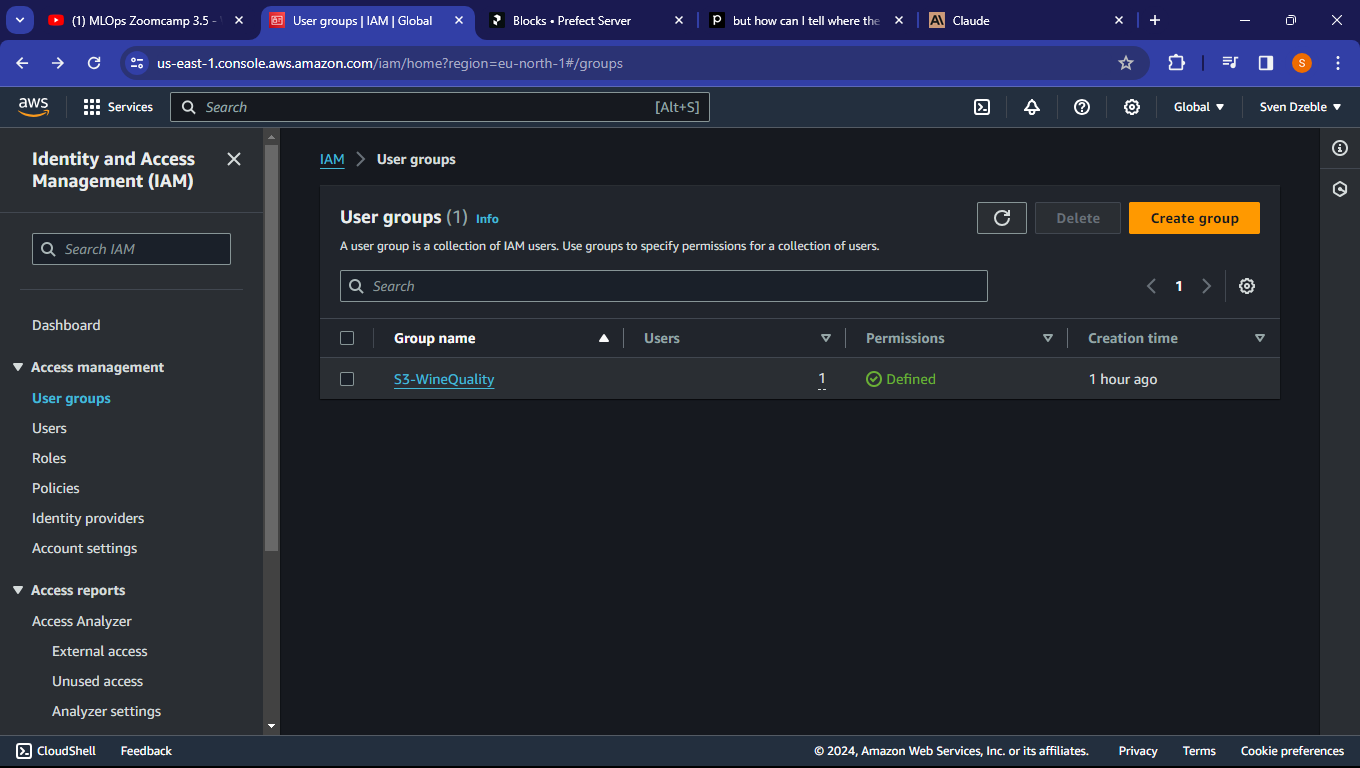 (1) MLOps Zoomcamp 3.5 -
User groups | IAM | Global
Blocks • Prefect Server
but how can I tell where the
Claude
us-east-1.console.aws.amazon.com/iam/home?region=eu-north-1#/groups
S
aws
Services
Search
[Alt+S]
Global
Sven Dzeble
Identity and Access
Management (IAM)
Search IAM
Dashboard
Access management
User groups
Users
Roles
Policies
Identity providers
Account settings
Access reports
Access Analyzer
External access
Unused access
Analyzer settings
IAM > User groups
User groups (1) Info
Delete
Create group
A user group is a collection of IAM users. Use groups to specify permissions for a collection of users.
Search
1
Group name
Users
Permissions
Creation time
S3-WineQuality
1
Defined
1 hour ago
CloudShell
Feedback
© 2024, Amazon Web Services, Inc. or its affiliates.
Privacy
Terms
Cookie preferences